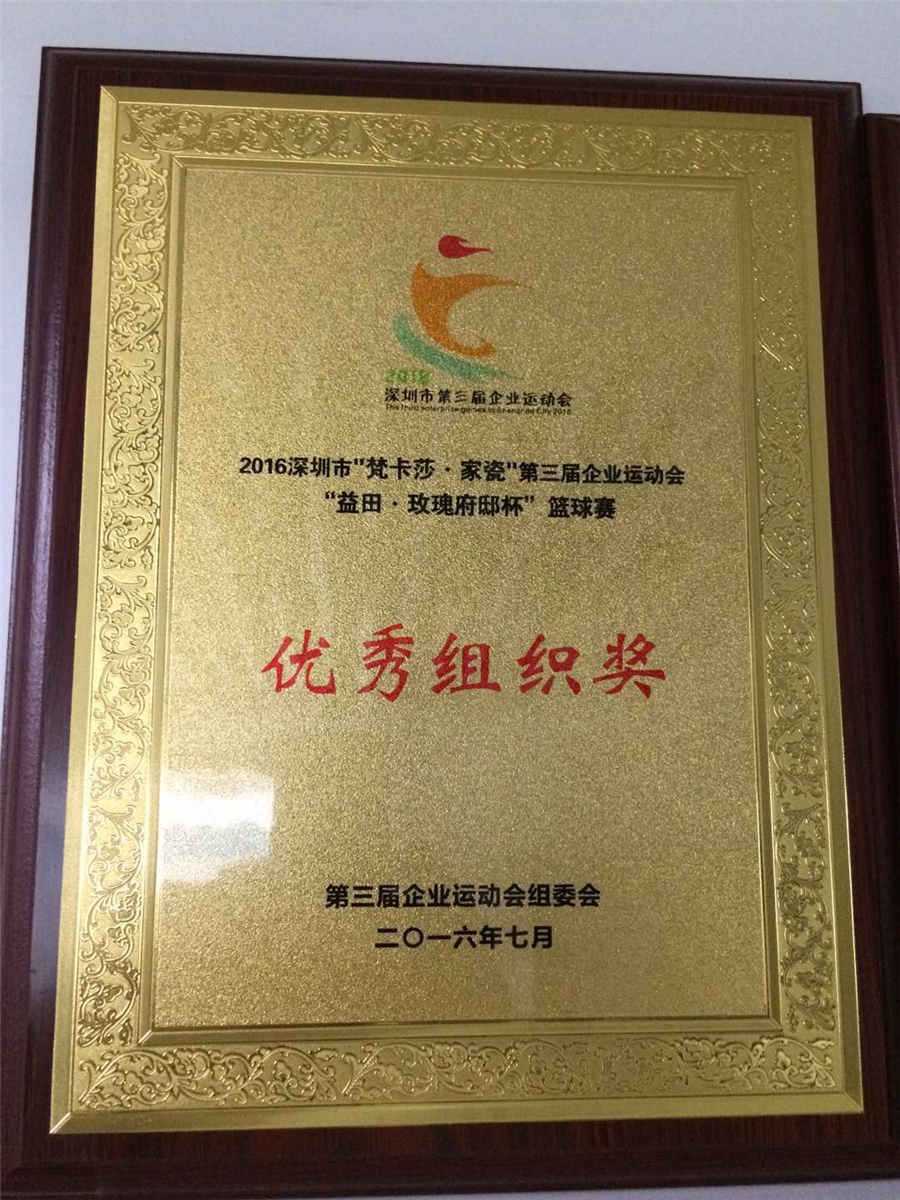 2016
深圳市第三届企业运动会
2016深圳市"梵卡莎·家瓷"第三届企业运动会
“益田·玫瑰府邸杯”篮球赛
优秀组织奖
第三届企业运动会组委会
二〇一六年七月